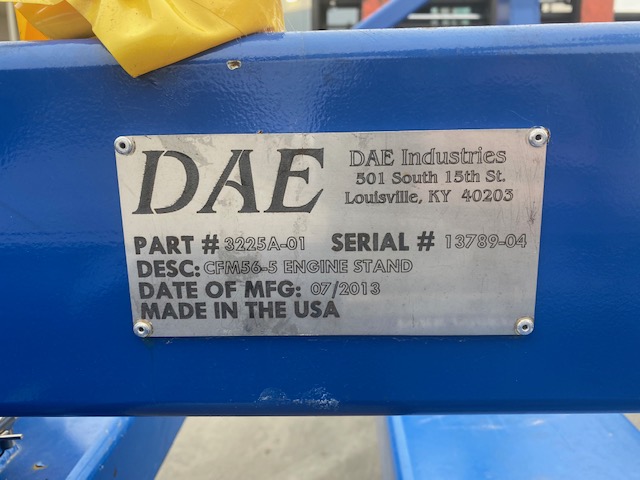 DAE
DAE Industries
501 South 15th St.
Louisville, KY 40203
PART # 3225A-01 SERIAL # 13789-04
DESC: CFM56-5 ENGINE STAND
DATE OF MFG: 07/2013
MADE IN THE USA